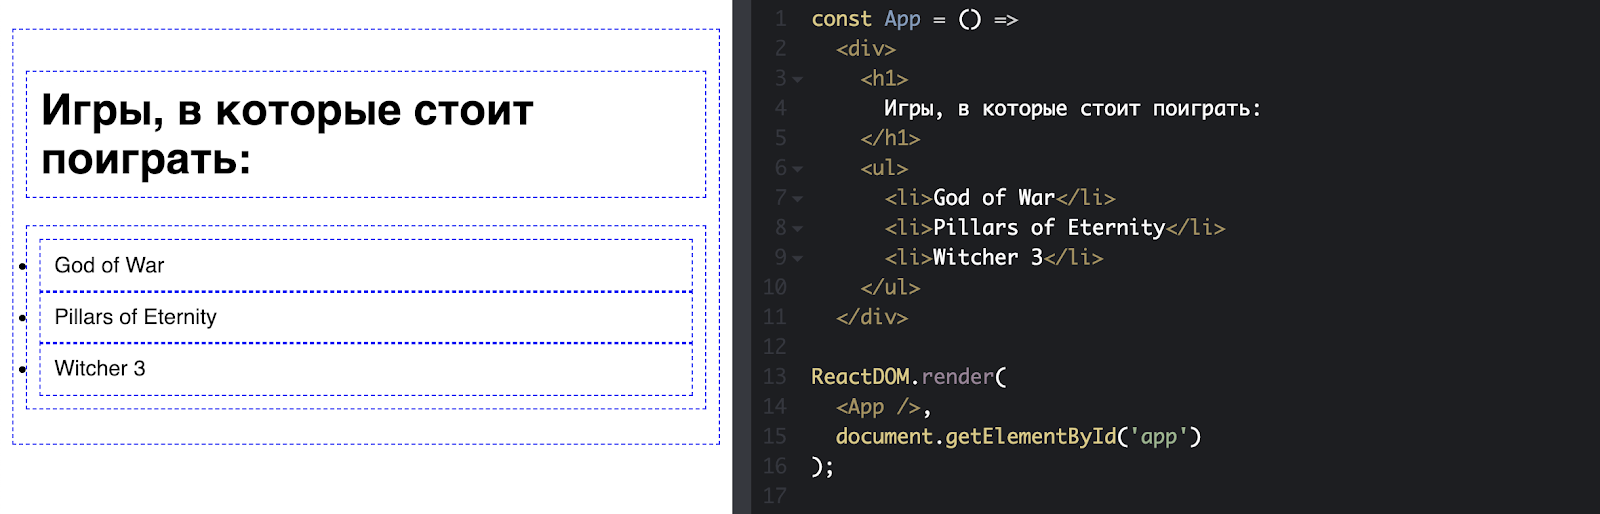 Игры, в которые стоит
поиграть:
God of War
Pillars of Eternity
Witcher 3
1 const App = () =>
2 <div>
3 <h1>
4 Игры, в которые стоит поиграть:
5 </h1>
6 <ul>
7 <li>God of War</li>
8 <li>Pillars of Eternity</li>
9 <li>Witcher 3</li>
10 </ul>
11 </div>
12
13 ReactDOM.render(
14 <App />,
15 document.getElementById('app')
16 );
17